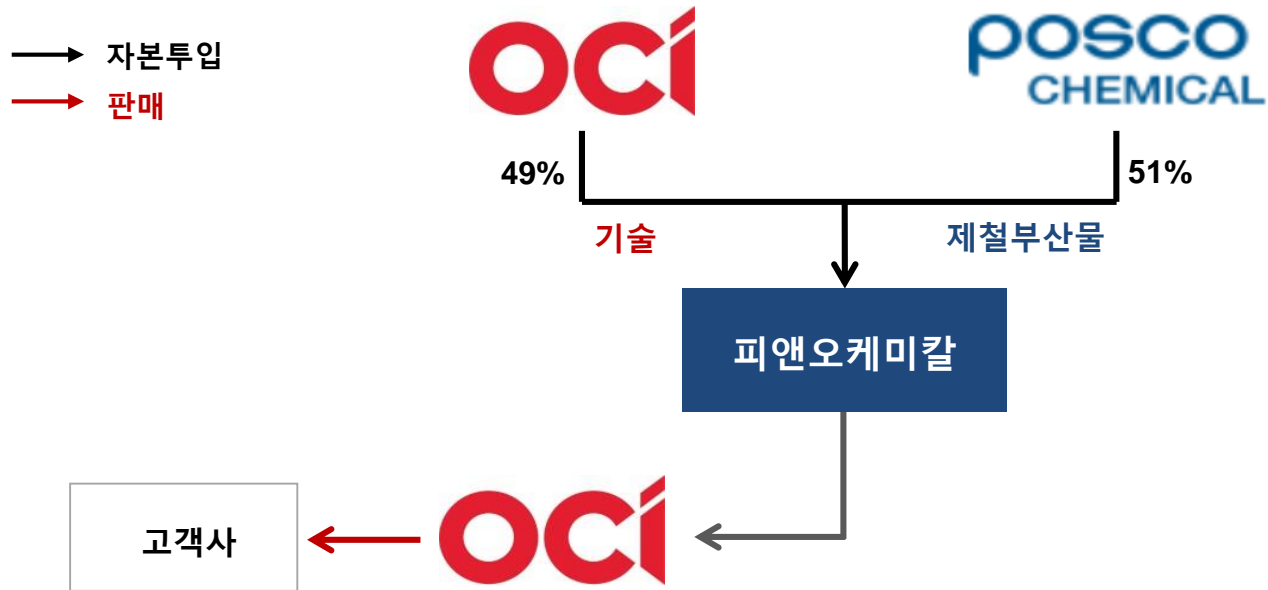 자본투입
판매
OCI
posco
CHEMICAL
49%
51%
기술
제철부산물
피앤오케미칼
고객사
OCI